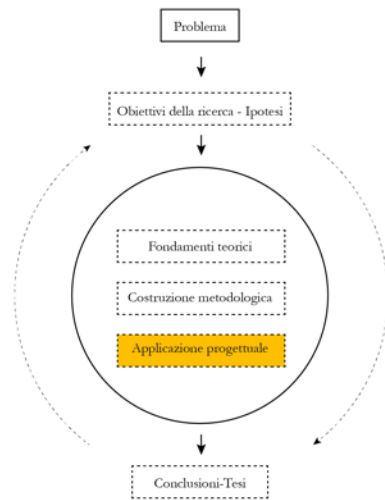 Problema
Obiettivi della ricerca - Ipotesi
Fondamenti teorici
Costruzione metodologica
Applicazione progettuale
Conclusioni-Tesi